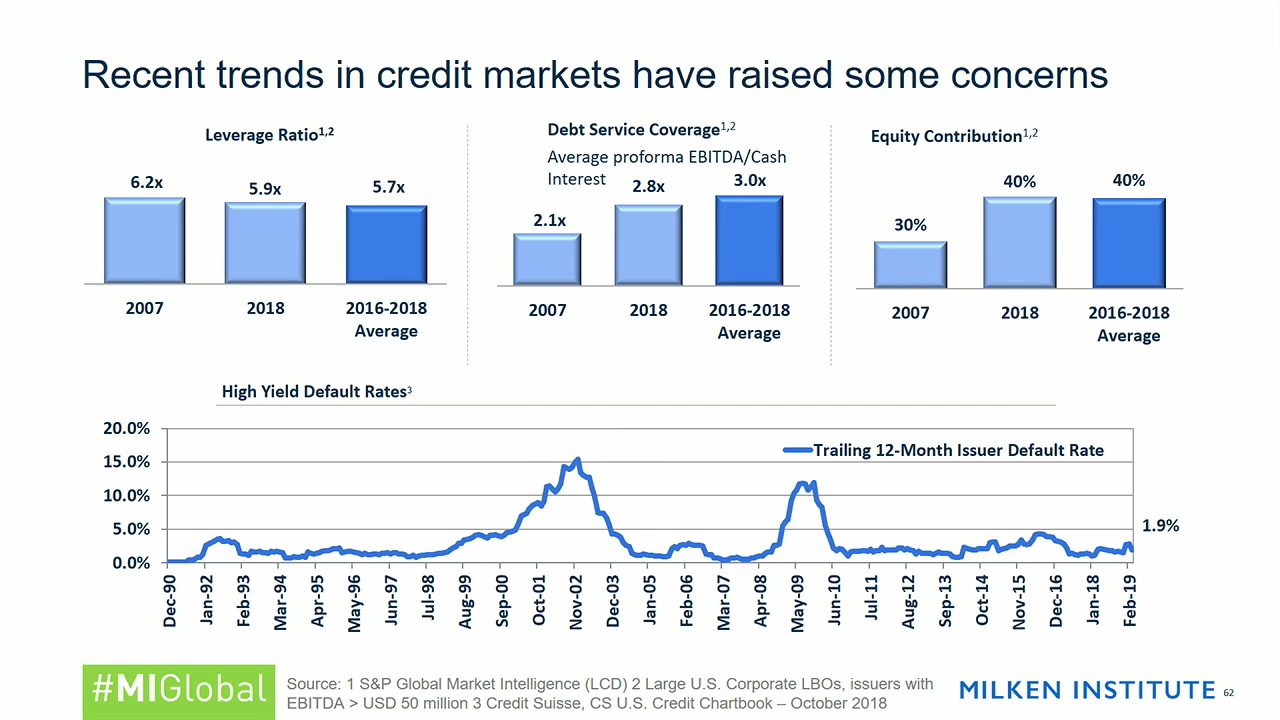 Recent trends in credit markets have raised some concerns
Leverage Ratio1,2
6.2x
5.9x
5.7x
2007
2018
2016-2018
Average
Debt Service Coverage1,2
Average proforma EBITDA/Cash
Interest
2.1x
2.8x
3.0x
2007
2018
2016-2018
Average
Equity Contribution1,2
30%
40%
40%
2007
2018
2016-2018
Average
High Yield Default Rates3
20.0%
15.0%
10.0%
5.0%
0.0%
Trailing 12-Month Issuer Default Rate
1.9%
Dec-90
Jan-92
Feb-93
Mar-94
Apr-95
May-96
Jun-97
Jul-98
Aug-99
Sep-00
Oct-01
Nov-02
Dec-03
Jan-05
Feb-06
Mar-07
Apr-08
May-09
Jun-10
Jul-11
Aug-12
Sep-13
Oct-14
Nov-15
Dec-16
Jan-18
Feb-19
#MIGlobal
Source: 1 S&P Global Market Intelligence (LCD) 2 Large U.S. Corporate LBOs, issuers with
EBITDA > USD 50 million 3 Credit Suisse, CS U.S. Credit Chartbook – October 2018
MILKEN INSTITUTE
62